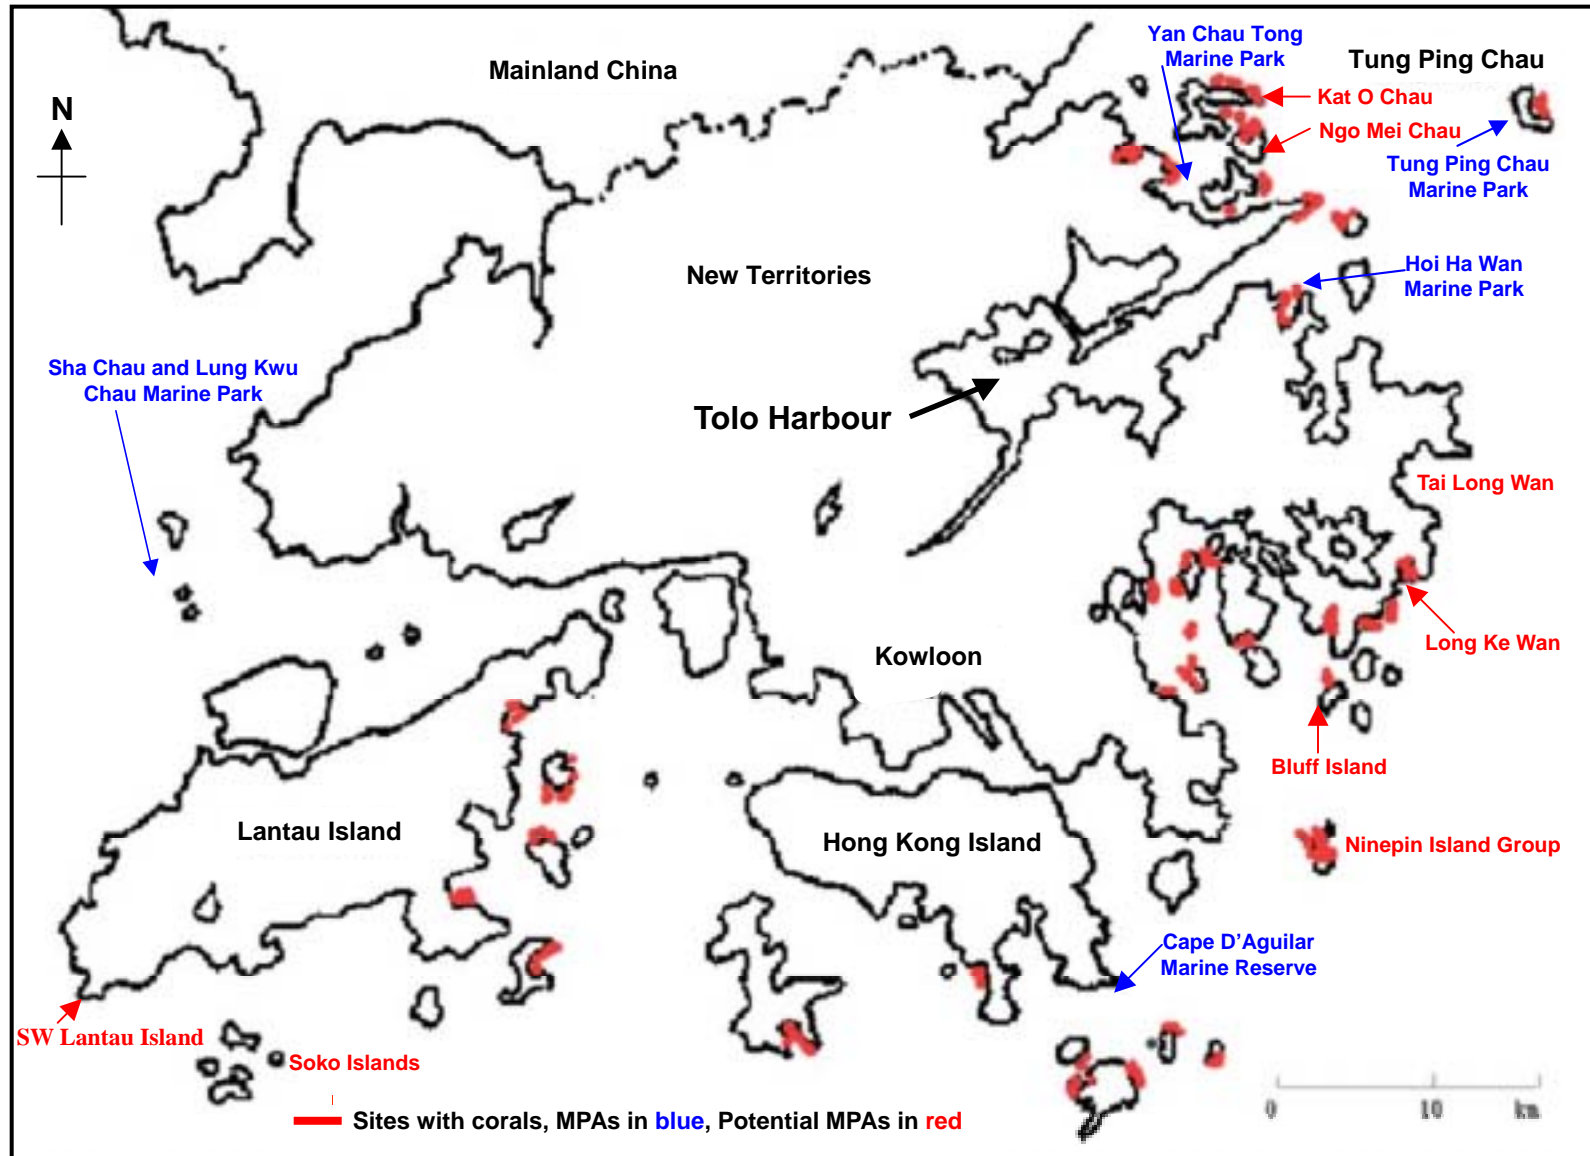 Yan Chau Tong
Marine Park
Mainland China
Tung Ping Chau
N
Kat O Chau
Ngo Mei Chau
Tung Ping Chau
Marine Park
New Territories
Hoi Ha Wan
Marine Park
Sha Chau and Lung Kwu
Chau Marine Park
Tolo Harbour
Tai Long Wan
Long Ke Wan
Kowloon
Bluff Island
Lantau Island
Hong Kong Island
Ninepin Island Group
Cape D'Aguilar
Marine Reserve
SW Lantau Island
Soko Islands
0 10 km
Sites with corals, MPAs in blue, Potential MPAs in red